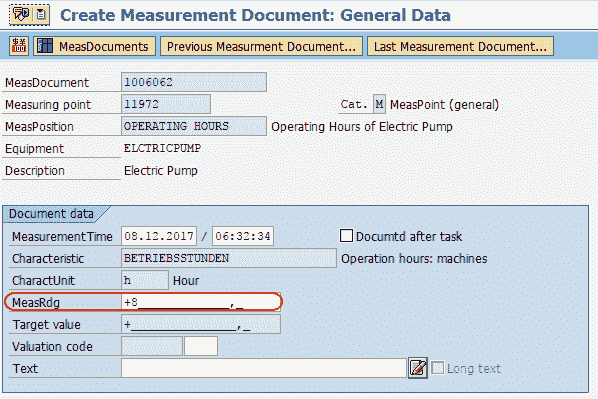 Create Measurement Document: General Data
MeasDocuments Previous Measurment Document... Last Measurement Document...
MeasDocument 1006062
Measuring point 11972 Cat. M MeasPoint (general)
MeasPosition OPERATING HOURS Operating Hours of Electric Pump
Equipment ELCTRICPUMP
Description Electric Pump
Document data
MeasurementTime 08.12.2017 / 06:32:34 Documtd after task
Characteristic BETRIEBSSTUNDEN Operation hours: machines
CharactUnit h Hour
MeasRdg +8______________,_
Target value +________________,_
Valuation code
Text Long text